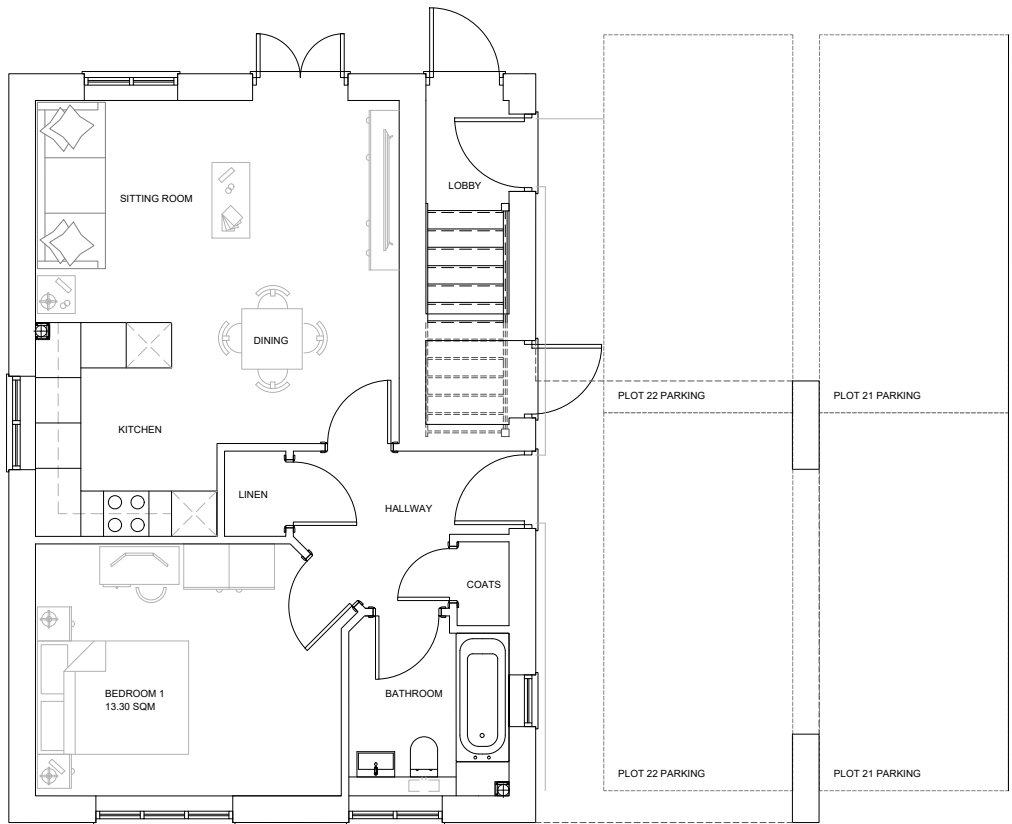 LOBBY
SITTING ROOM
DINING
PLOT 22 PARKING
PLOT 21 PARKING
KITCHEN
LINEN
HALLWAY
COATS
BEDROOM 1
13.30 SQM
BATHROOM
PLOT 22 PARKING
PLOT 21 PARKING